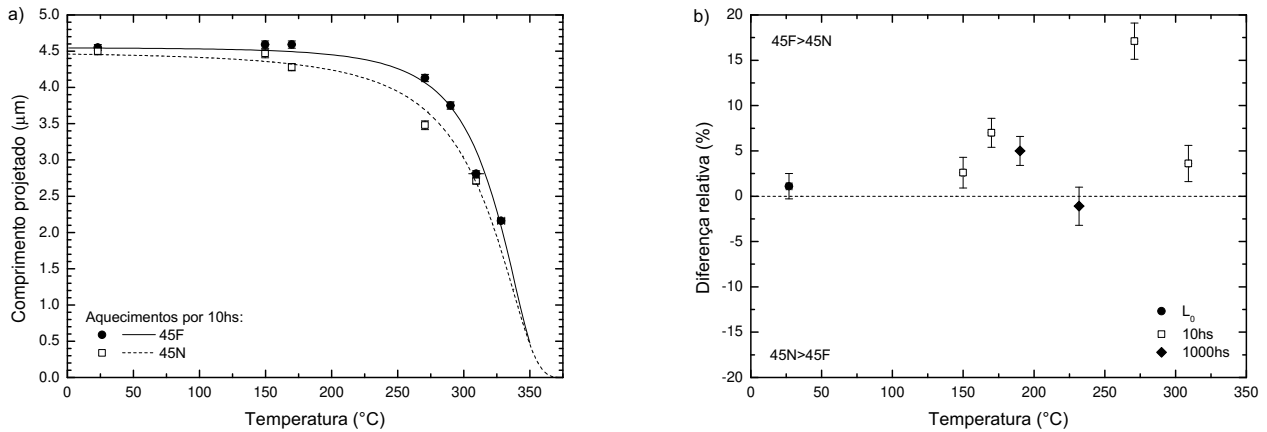 a)
5.0
4.5
4.0
3.5
3.0
2.5
2.0
1.5
1.0
0.5
0.0
Comprimento projetado (μm)
Aquecimentos por 10hs:
45F
45N
0 50 100 150 200 250 300 350
Temperatura (°C)
b)
20
15
10
5
0
-5
-10
-15
-20
Diferença relativa (%)
45F>45N
45N>45F
L₀
10hs
1000hs
0 50 100 150 200 250 300 350
Temperatura (°C)